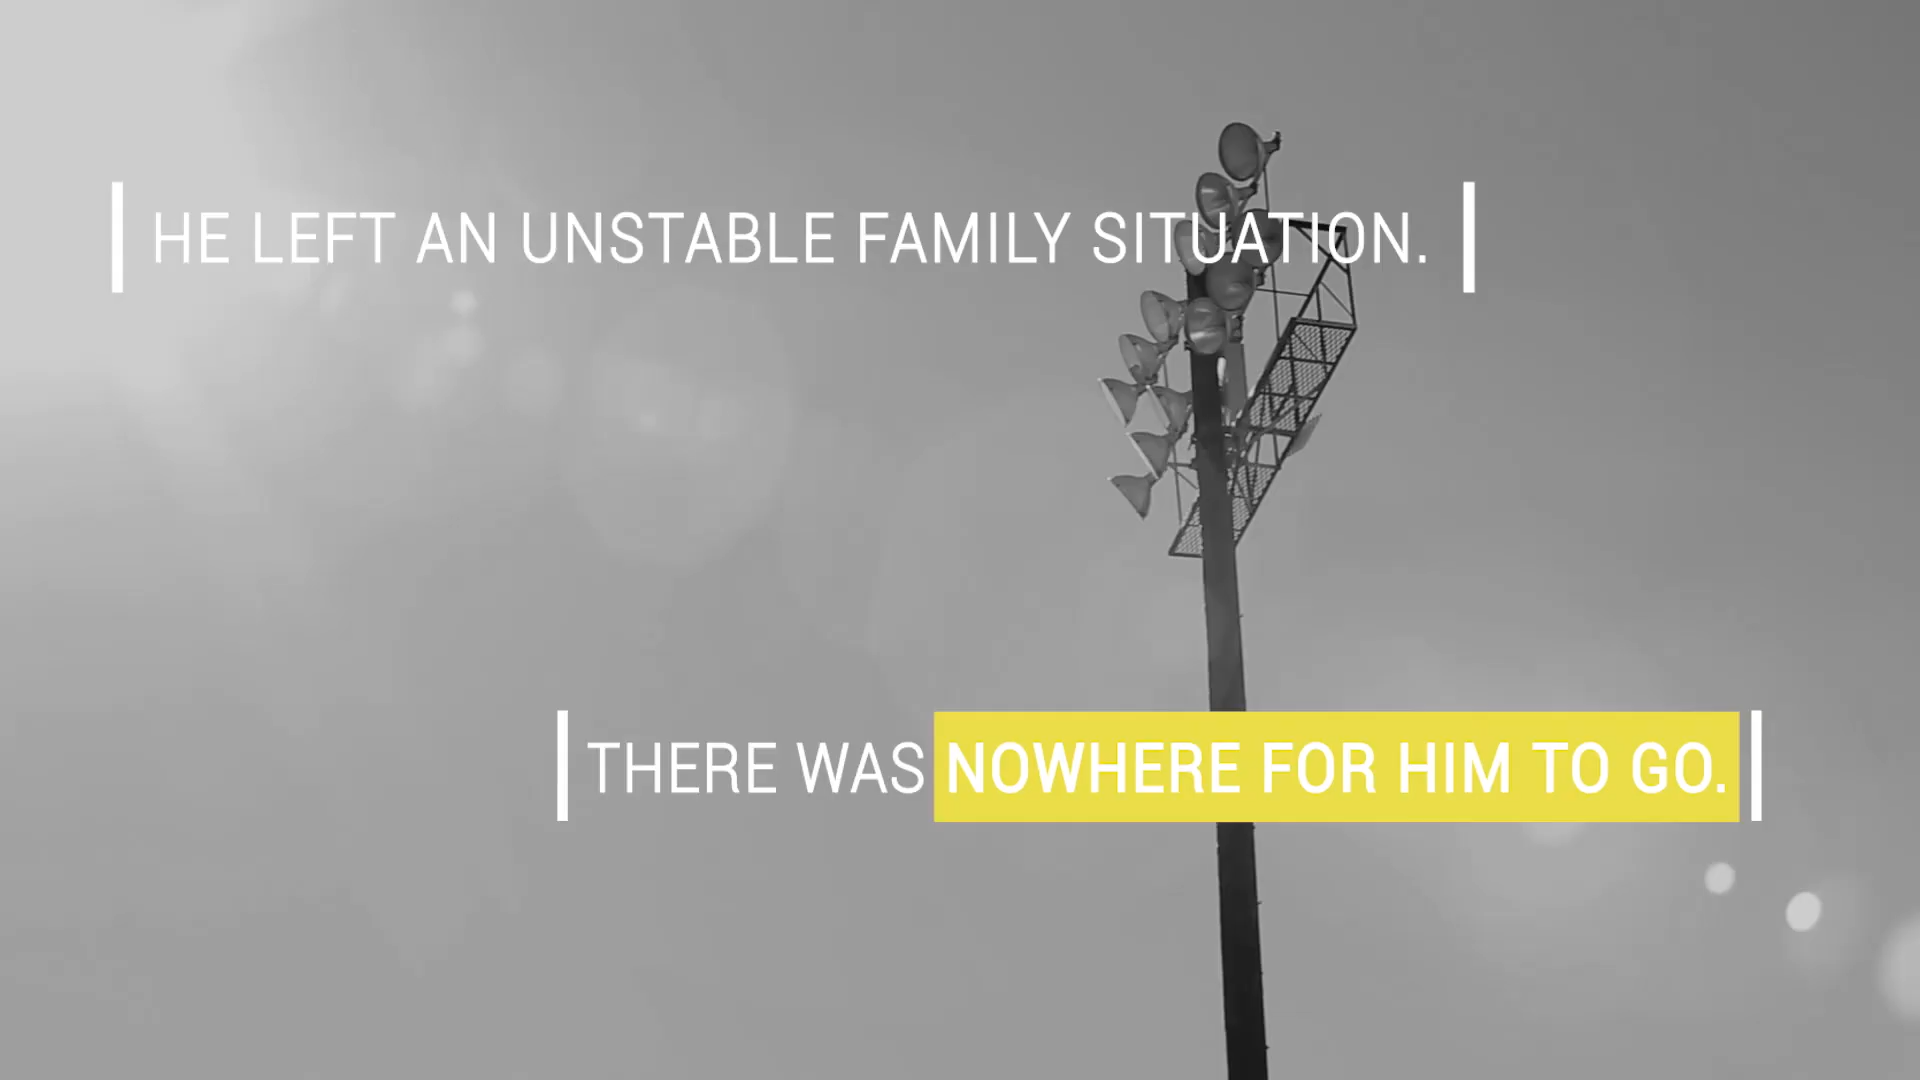 HE LEFT AN UNSTABLE FAMILY SITUATION.
THERE WAS NOWHERE FOR HIM TO GO.